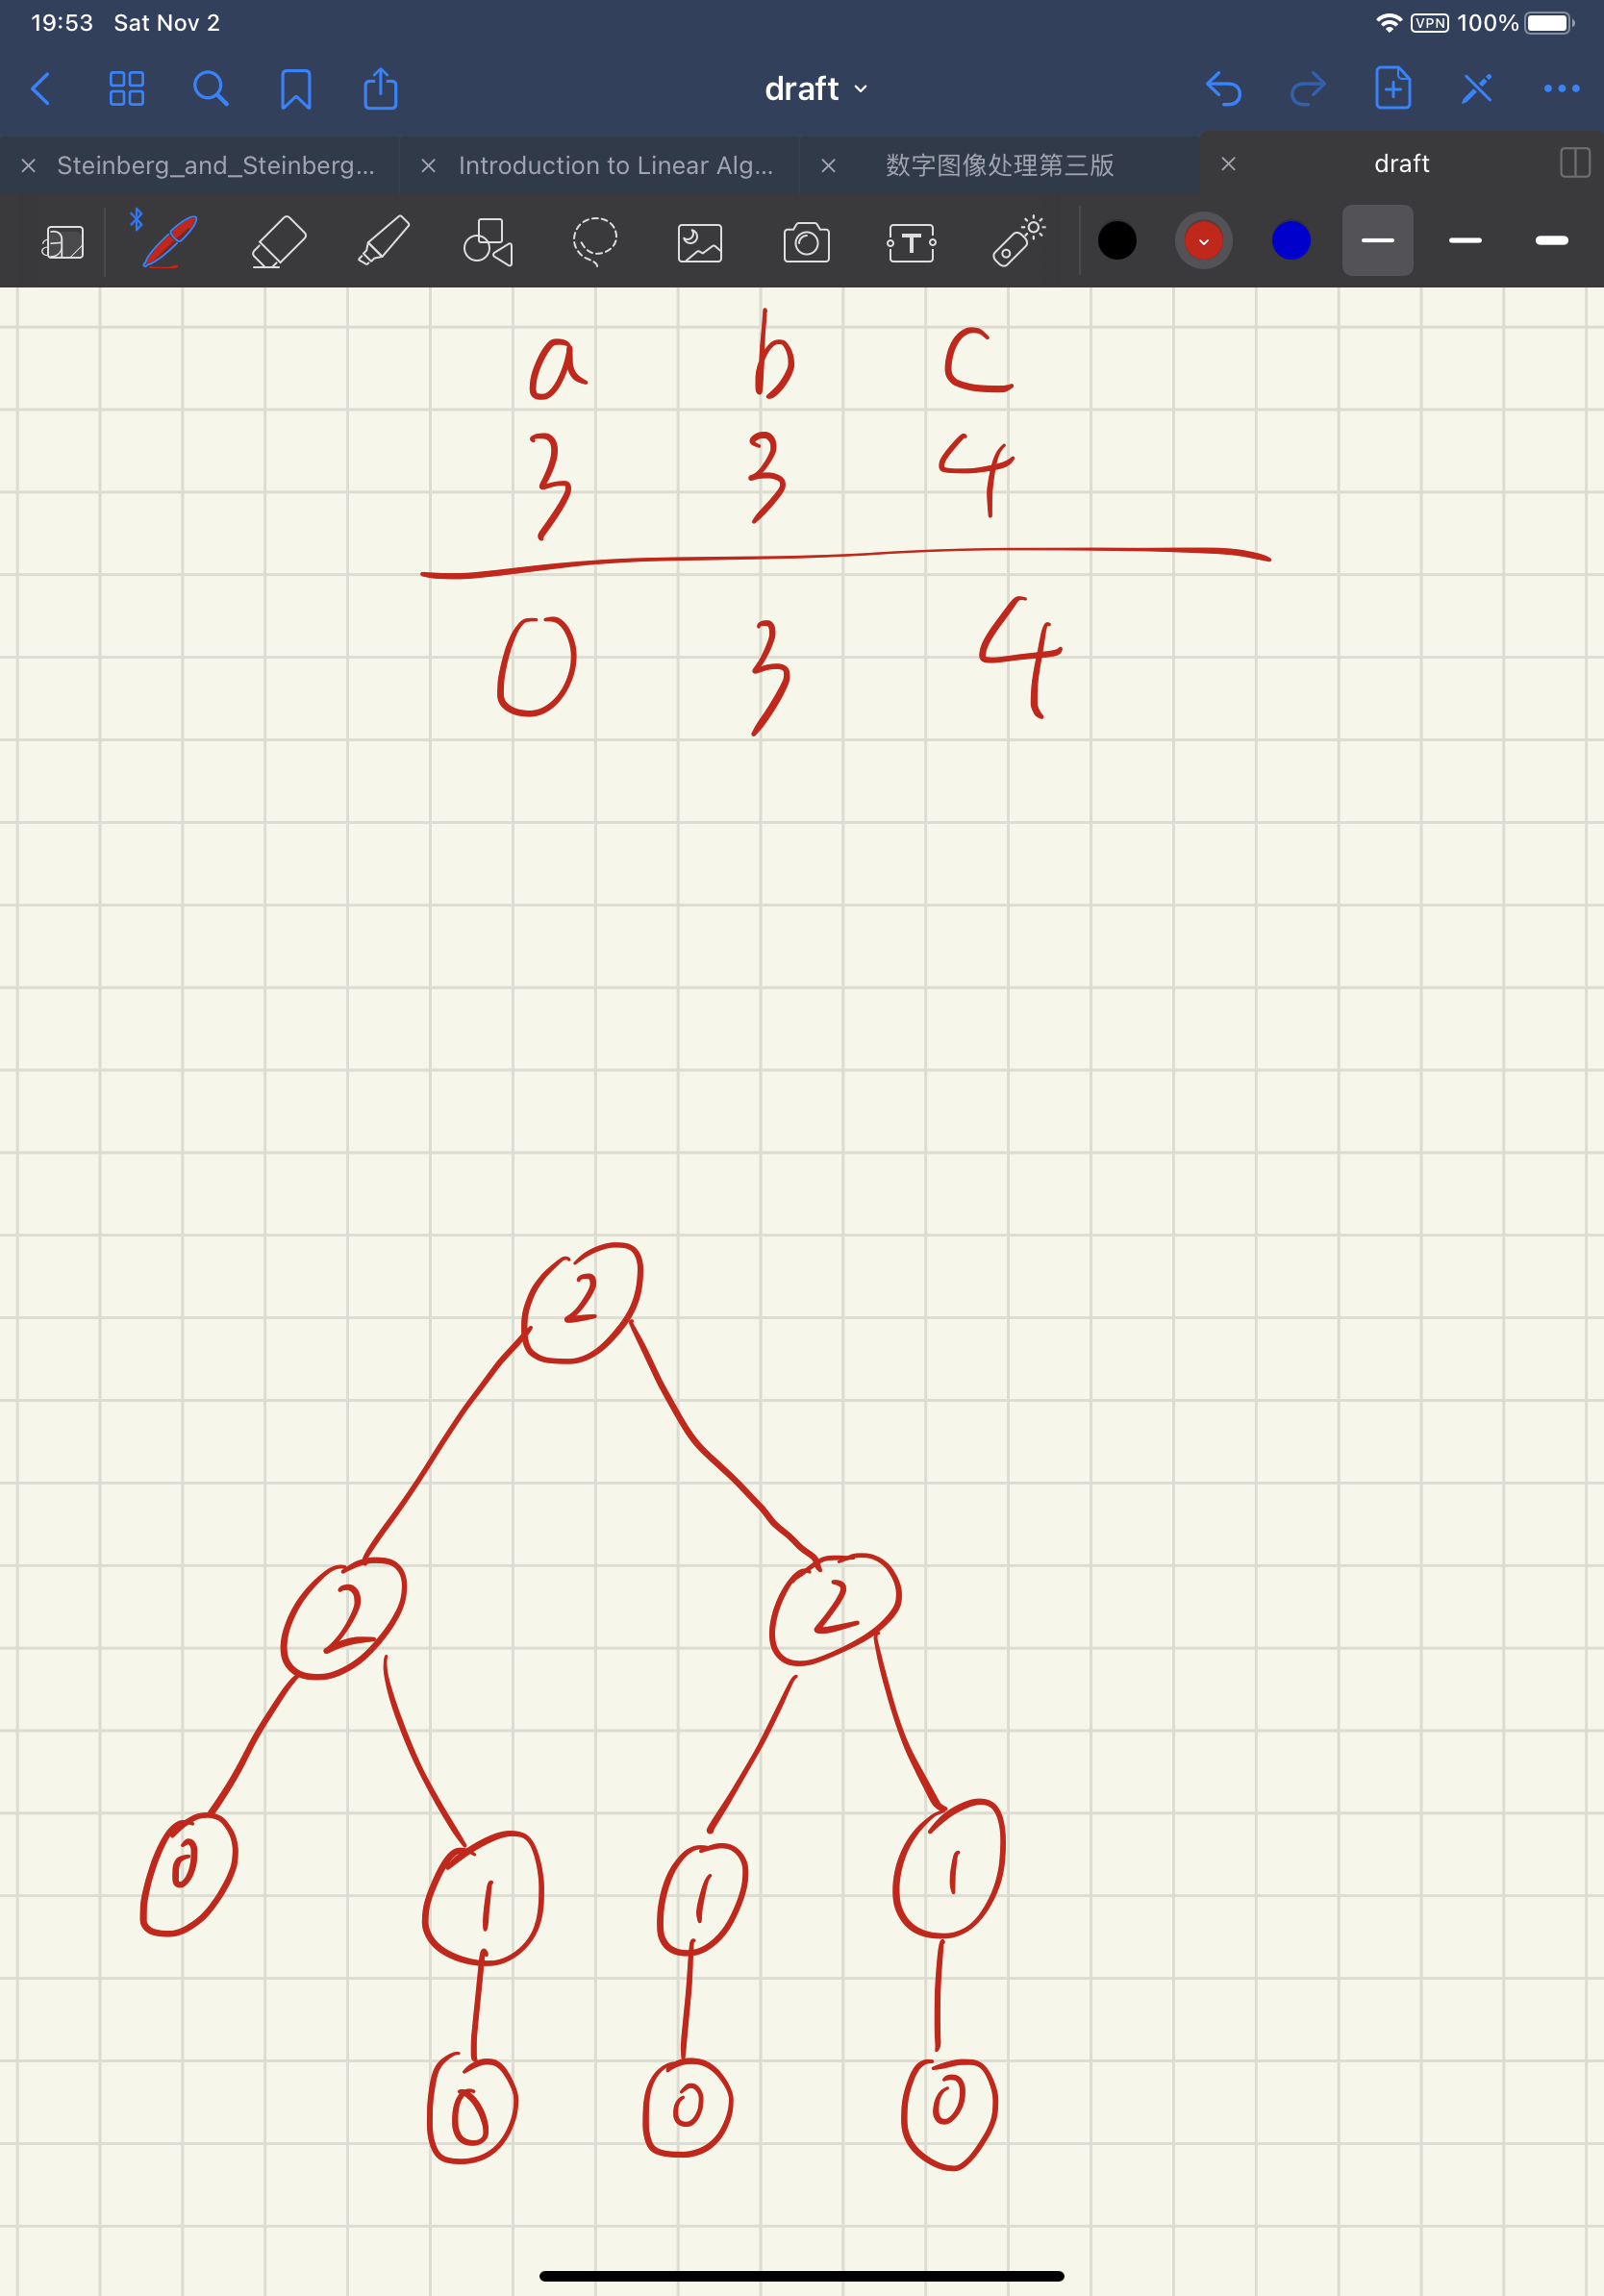 19:53 Sat Nov 2 VPN 100%
draft
Steinberg_and_Steinberg... Introduction to Linear Alg... 数字图像处理第三版 draft
T
a b c
3 3 4
0 3 4
2
2 2
0 1 1 1
0 0 0